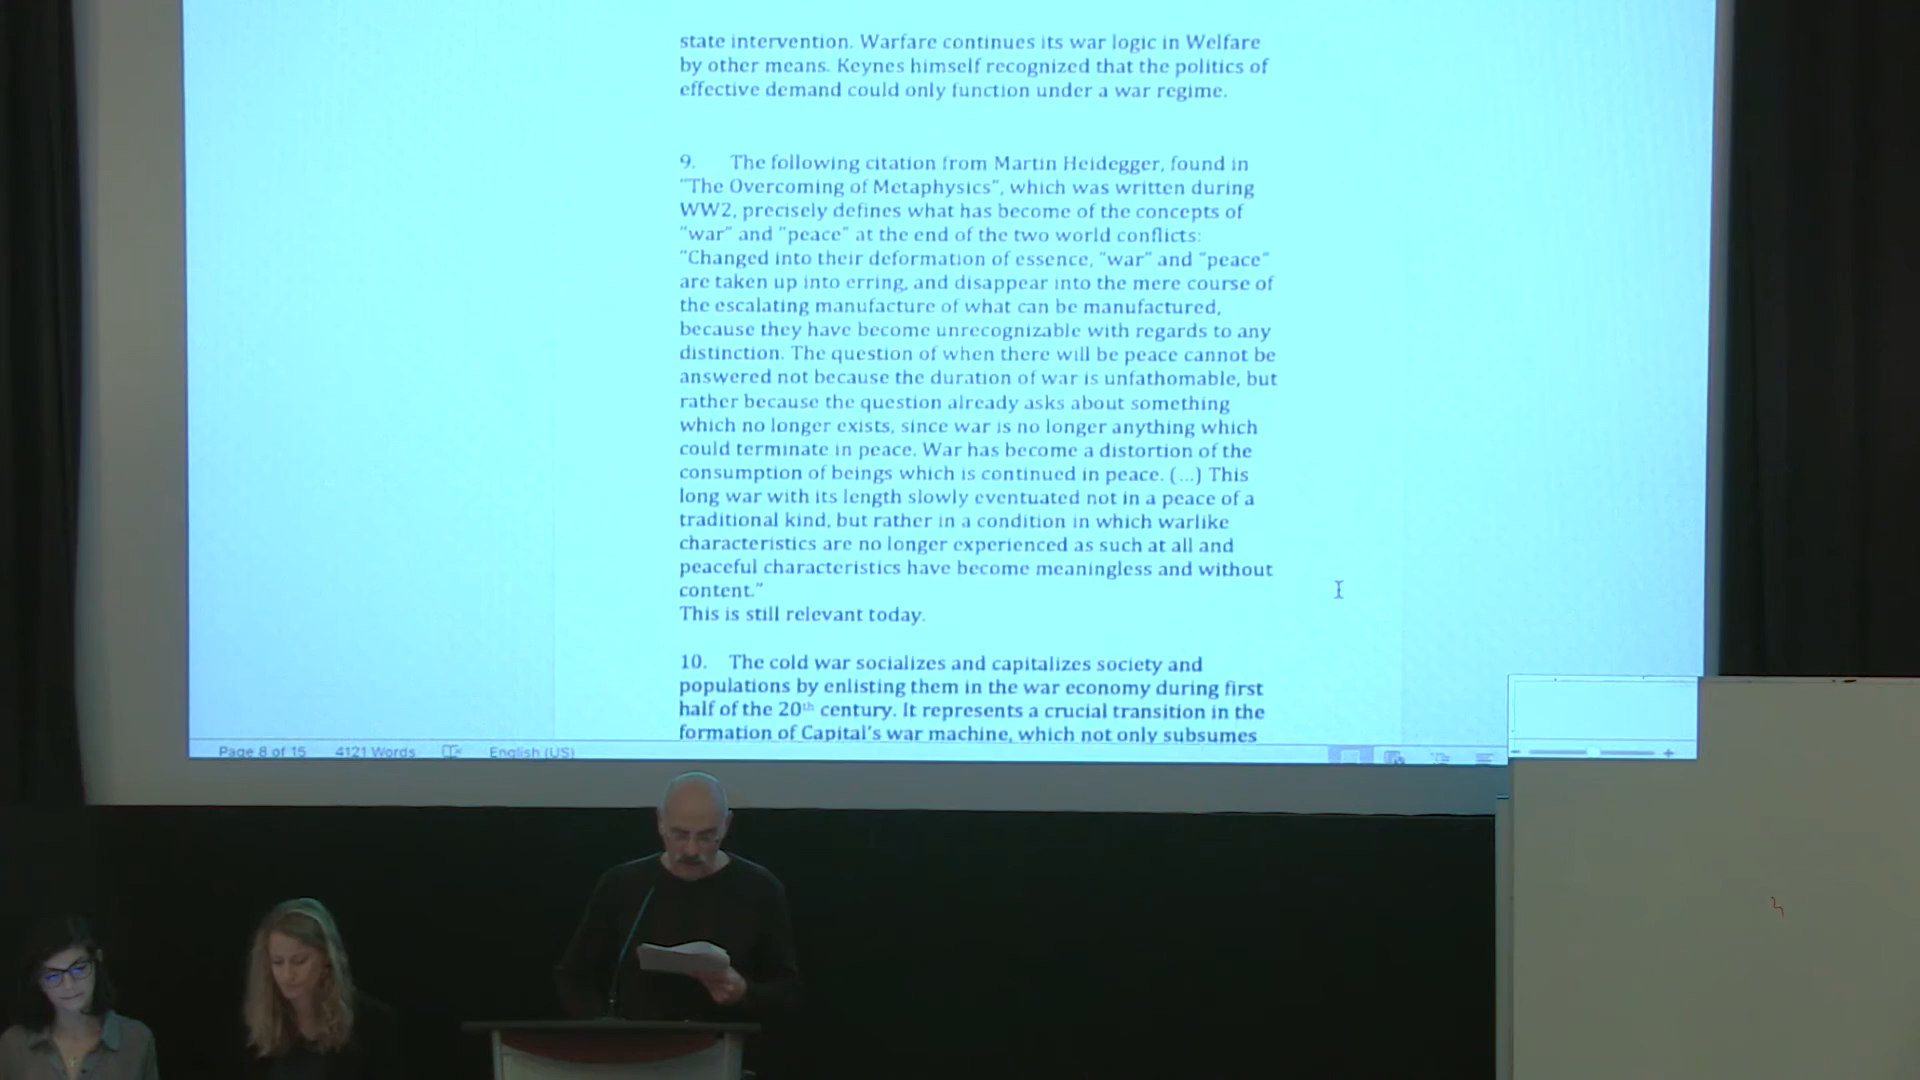 state intervention. Warfare continues its war logic in Welfare
by other means. Keynes himself recognized that the politics of
effective demand could only function under a war regime.
9. The following citation from Martin Heidegger, found in
"The Overcoming of Metaphysics", which was written during
WW2, precisely defines what has become of the concepts of
"war" and "peace" at the end of the two world conflicts:
"Changed into their deformation of essence, "war" and "peace"
are taken up into erring, and disappear into the mere course of
the escalating manufacture of what can be manufactured,
because they have become unrecognizable with regards to any
distinction. The question of when there will be peace cannot be
answered not because the duration of war is unfathomable, but
rather because the question already asks about something
which no longer exists, since war is no longer anything which
could terminate in peace. War has become a distortion of the
consumption of beings which is continued in peace. (...) This
long war with its length slowly eventuated not in a peace of a
traditional kind, but rather in a condition in which warlike
characteristics are no longer experienced as such at all and
peaceful characteristics have become meaningless and without
content."
This is still relevant today.
10. The cold war socializes and capitalizes society and
populations by enlisting them in the war economy during first
half of the 20th century. It represents a crucial transition in the
formation of Capital's war machine, which not only subsumes
Page 8 of 15 4121 Words English (US)